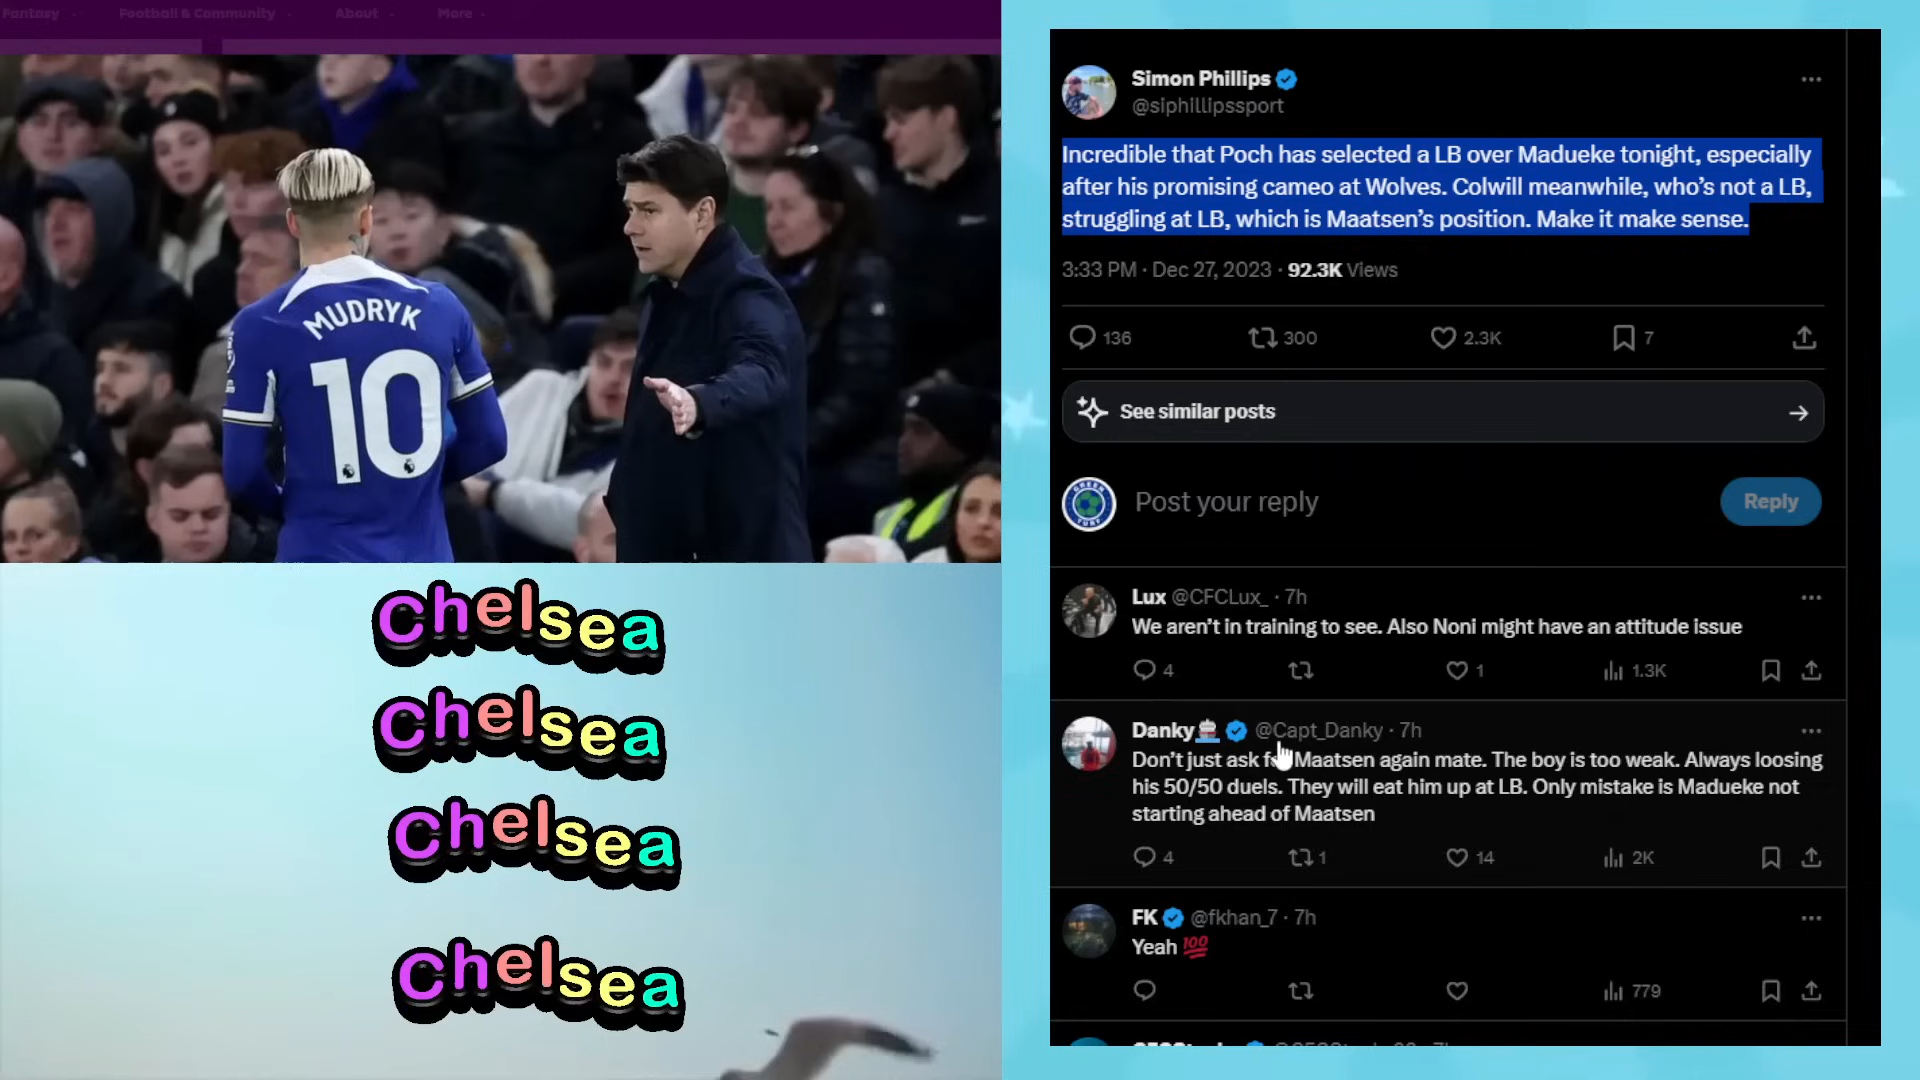 Fantasy
Football & Community
About
More
MUDRYK
10
Chelsea
Chelsea
Chelsea
Chelsea
Simon Phillips
@siphillipssport
Incredible that Poch has selected a LB over Madueke tonight, especially
after his promising cameo at Wolves. Colwill meanwhile, who's not a LB,
struggling at LB, which is Maatsen's position. Make it make sense.
3:33 PM · Dec 27, 2023 · 92.3K Views
136
300
2.3K
7
See similar posts
Post your reply
Reply
Lux @CFCLux_ · 7h
We aren't in training to see. Also Noni might have an attitude issue
4
1
1.3K
Danky @Capt_Danky · 7h
Don't just ask Maatsen again mate. The boy is too weak. Always loosing
his 50/50 duels. They will eat him up at LB. Only mistake is Madueke not
starting ahead of Maatsen
4
1
14
2K
FK @fkhan_7 · 7h
Yeah 💯
779